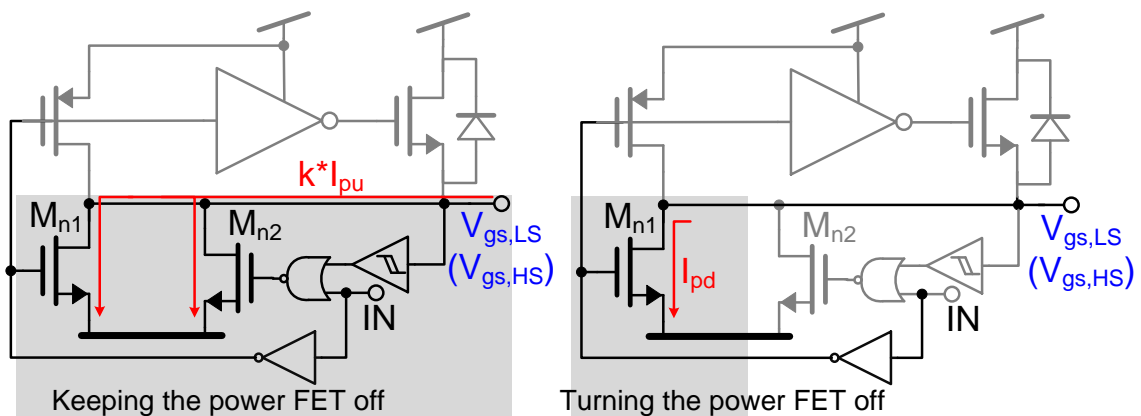 k*I_pu
M_n1
M_n2
V_gs,LS
(V_gs,HS)
IN
Keeping the power FET off
M_n1
M_n2
I_pd
V_gs,LS
(V_gs,HS)
IN
Turning the power FET off